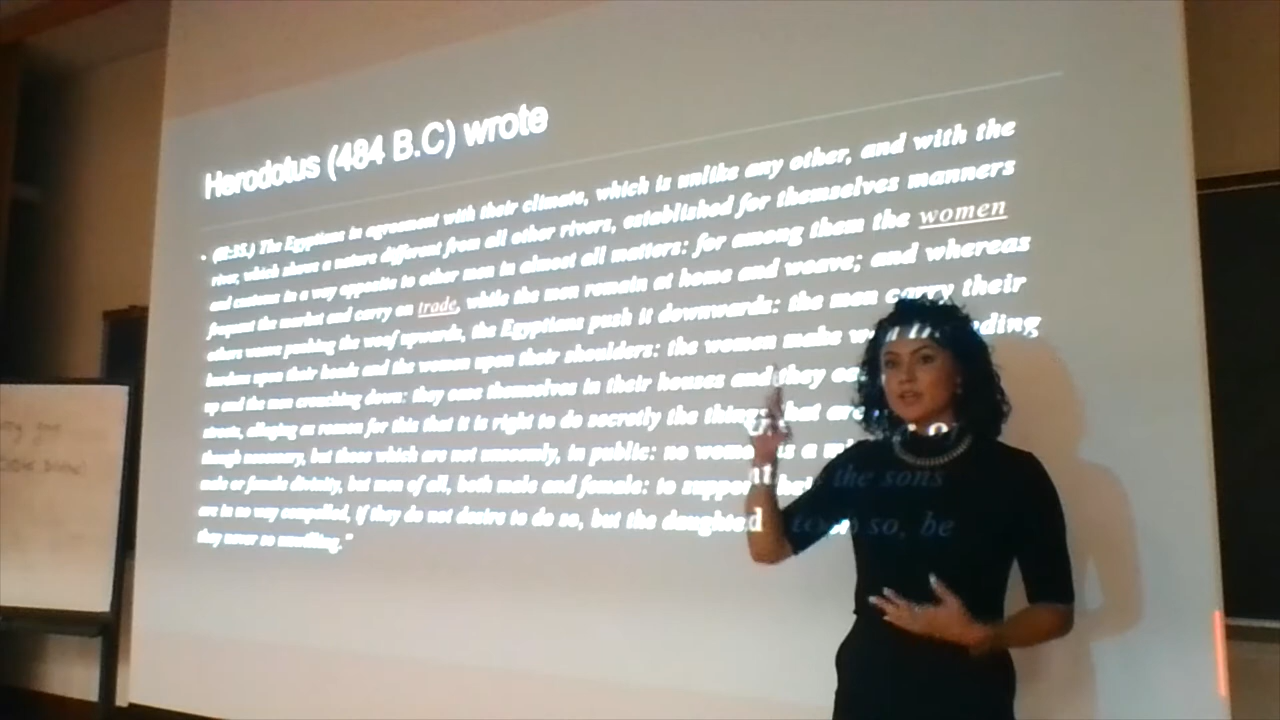 Herodotus (484 B.C) wrote
• (II:35.) The Egyptians in agreement with their climate, which is unlike any other, and with the
river, which shows a nature different from all other rivers, established for themselves manners
and customs in a way opposite to other men in almost all matters: for among them the women
frequent the market and carry on trade, while the men remain at home and weave; and whereas
others weave pushing the woof upwards, the Egyptians push it downwards: the men carry their
burdens upon their heads and the women upon their shoulders: the women make
up and the men crouching down: they ease themselves in their houses and they
streets, alleging as reason for this that it is right to do secretly the things that are
though necessary, but those which are not unseemly, in public: no woman is a
male or female divinity, but men of all, both male and female: to support the sons
are in no way compelled, if they do not desire to do so, but the daughters to do so, be
they never so unwilling."